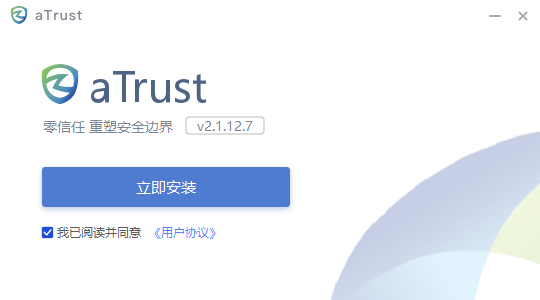 aTrust
aTrust
零信任 重塑安全边界 v2.1.12.7
立即安装
我已阅读并同意 《用户协议》